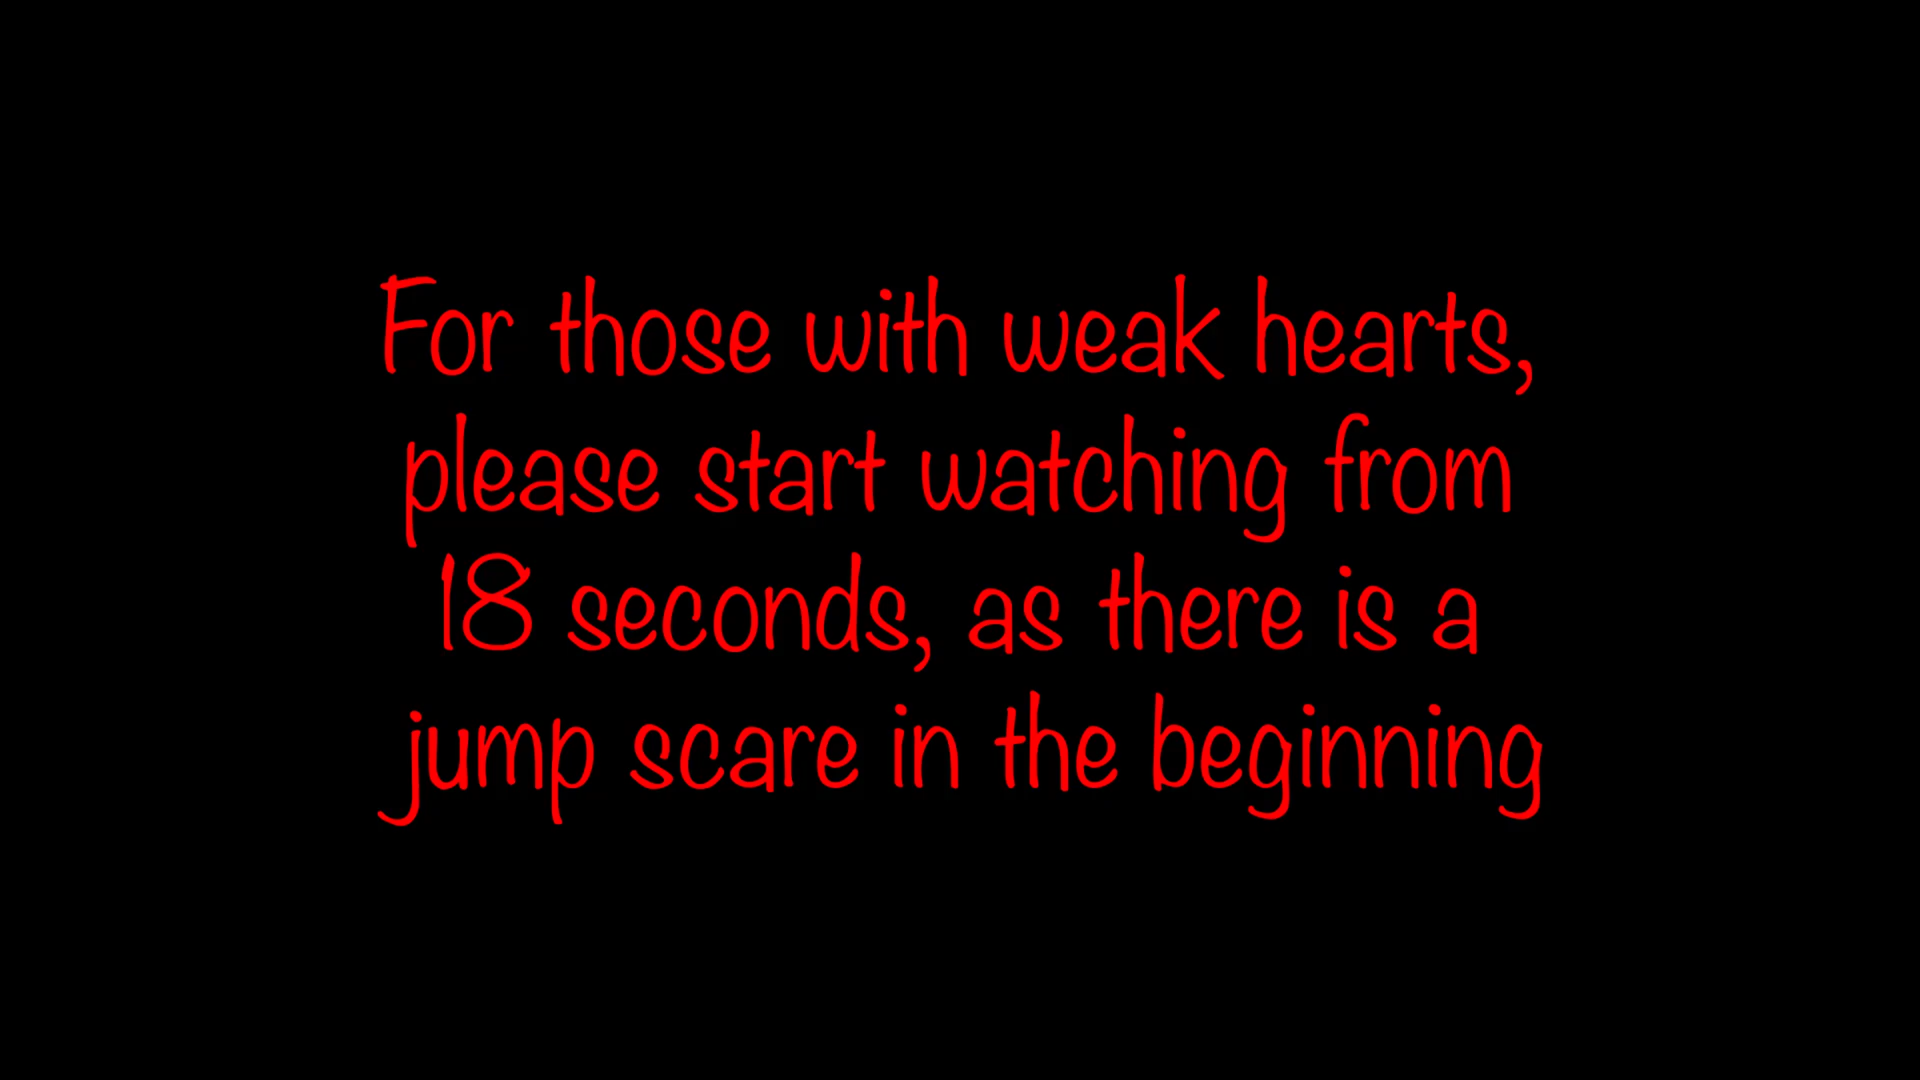 For those with weak hearts,
please start watching from
18 seconds, as there is a
jump scare in the beginning